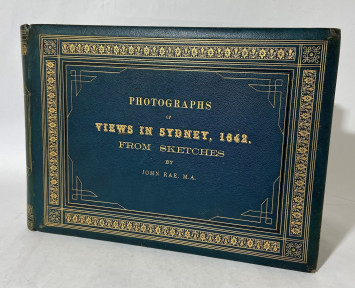 PHOTOGRAPHS
OF
VIEWS IN SYDNEY, 1842,
FROM SKETCHES
BY
JOHN RAE, M.A.